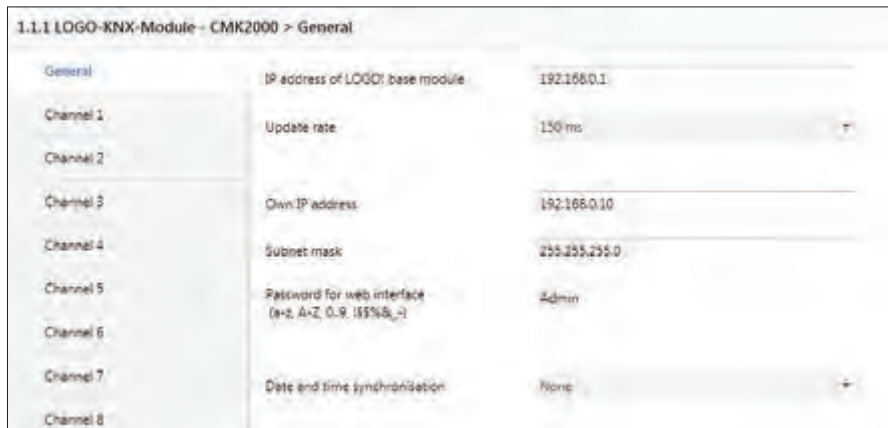 1.1.1 LOGO-KNX-Module - CMK2000 > General
General
IP address of LOGO! base module
192.168.0.1
Channel 1
Update rate
150 ms
Channel 2
Channel 3
Own IP address
192.168.0.10
Channel 4
Subnet mask
255.255.255.0
Channel 5
Password for web interface
(a-z, A-Z, 0..9, !§$%&_-)
Admin
Channel 6
Channel 7
Date and time synchronisation
None
Channel 8